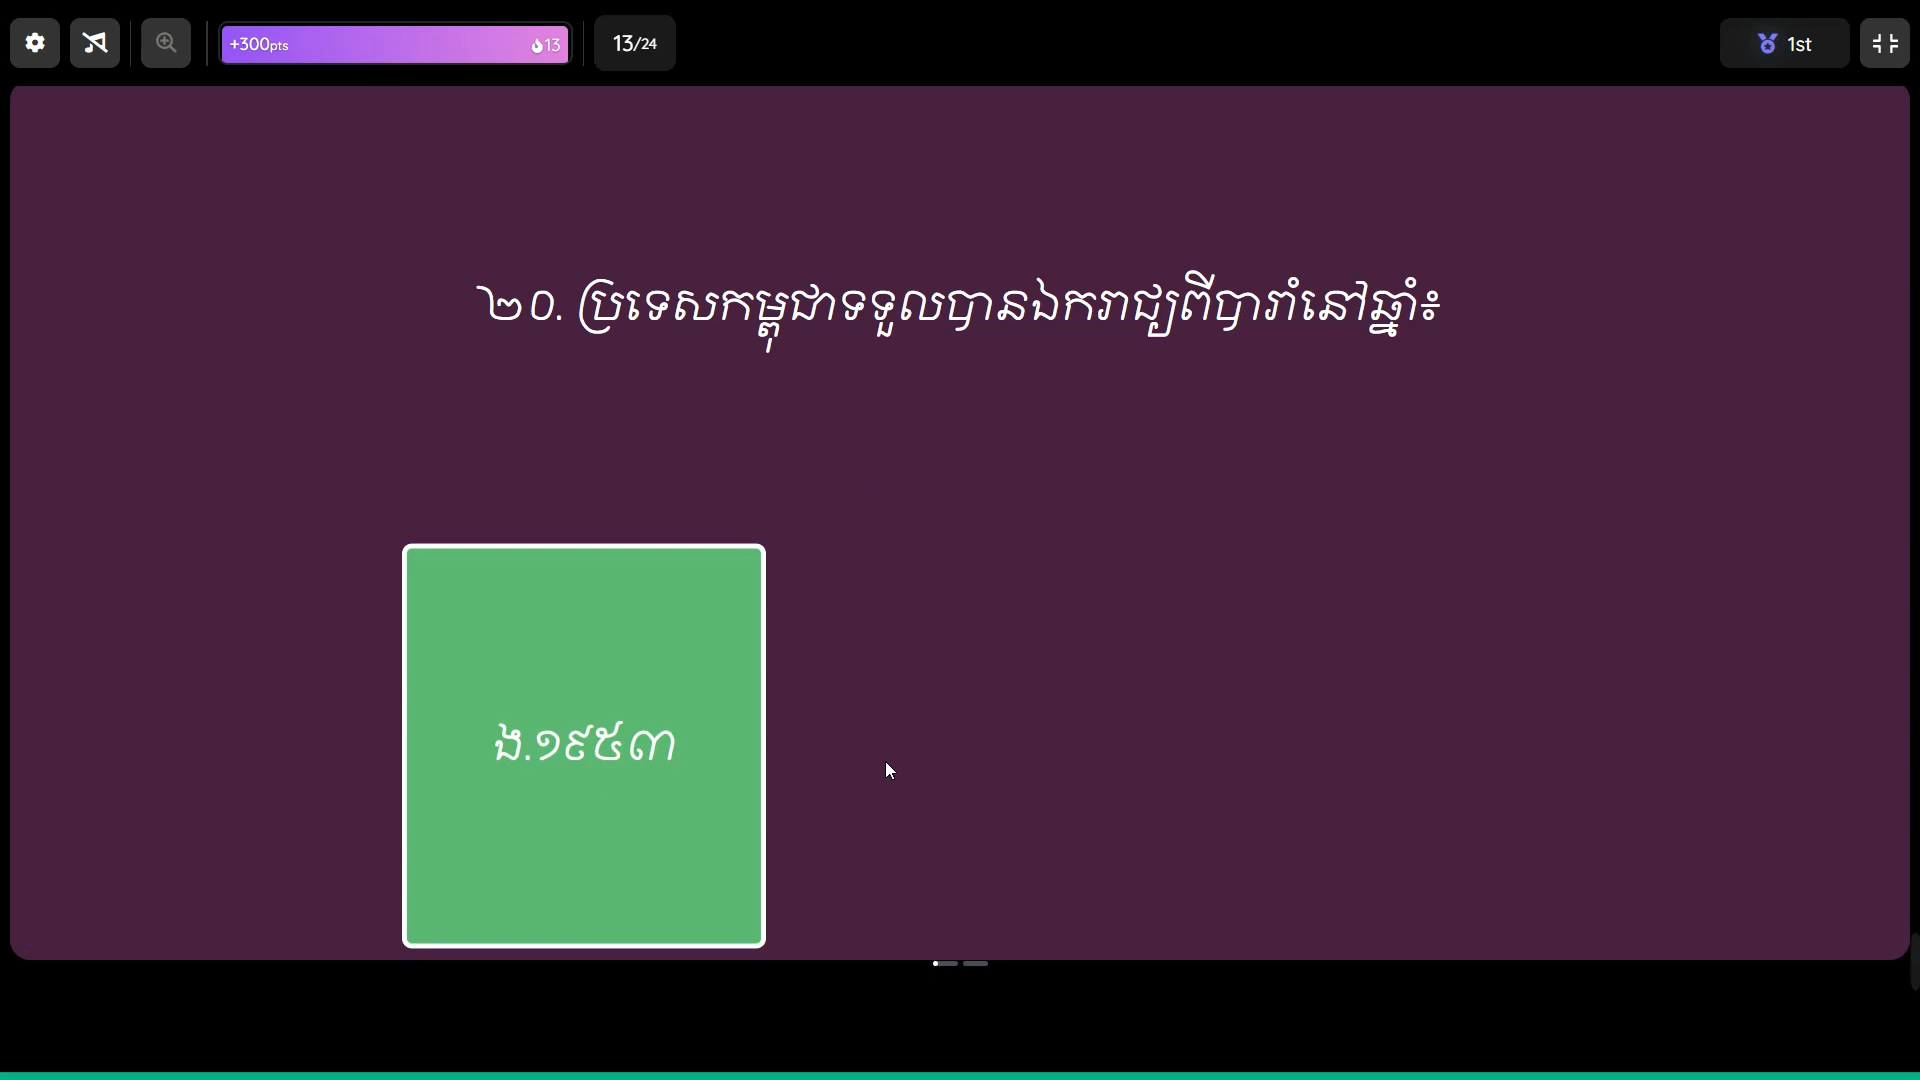 +300pts
13
13/24
1st
២០. ប្រទេសកម្ពុជាទទួលបានឯករាជ្យពីបារាំនៅឆ្នាំ៖
ង.១៩៥៣